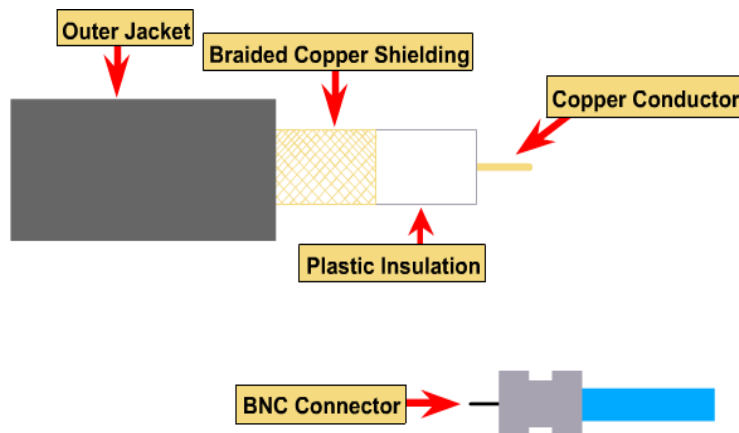 Outer Jacket
Braided Copper Shielding
Copper Conductor
Plastic Insulation
BNC Connector